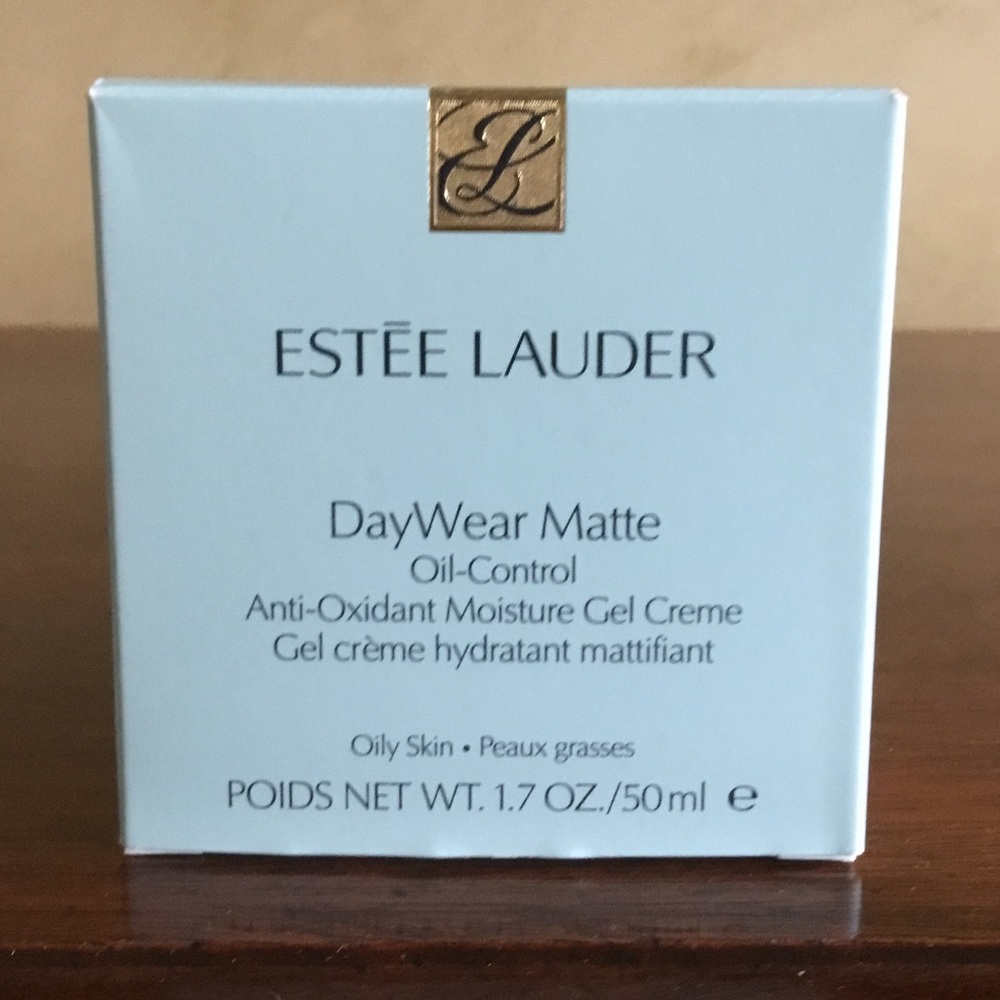 EL
ESTĒE LAUDER
DayWear Matte
Oil-Control
Anti-Oxidant Moisture Gel Creme
Gel crème hydratant mattifiant
Oily Skin • Peaux grasses
POIDS NET WT. 1.7 OZ./50 ml ℮